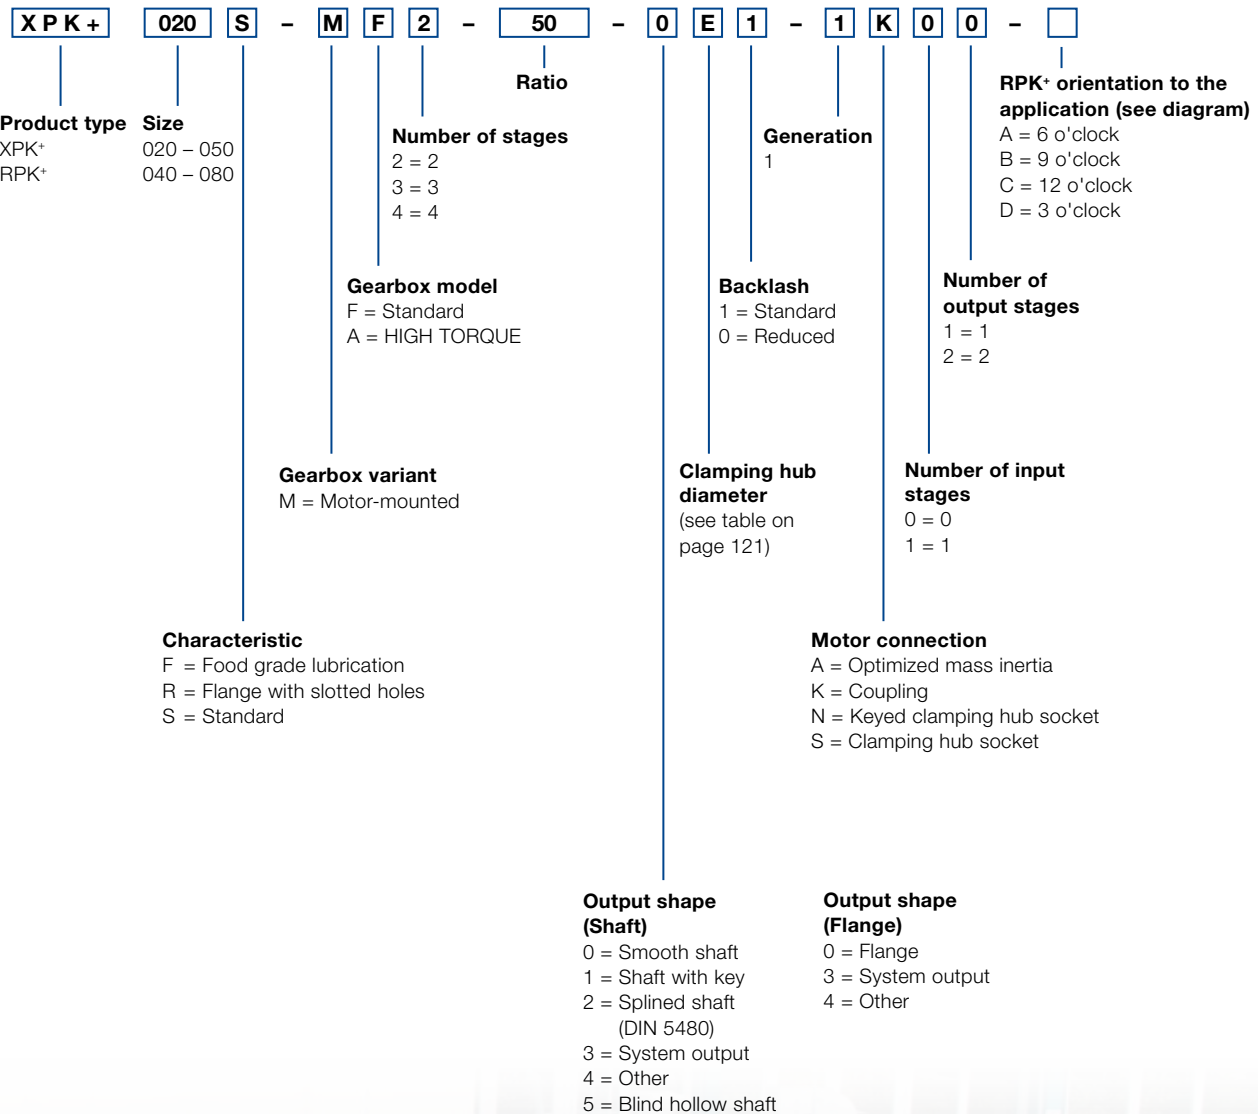 XPK+ 020 S – M F 2 – 50 – 0 E 1 – 1 K 0 0 –
Ratio
Product type
XPK+
RPK+
Size
020 – 050
040 – 080
Number of stages
2 = 2
3 = 3
4 = 4
Generation
1
RPK+ orientation to the
application (see diagram)
A = 6 o'clock
B = 9 o'clock
C = 12 o'clock
D = 3 o'clock
Gearbox model
F = Standard
A = HIGH TORQUE
Backlash
1 = Standard
0 = Reduced
Number of
output stages
1 = 1
2 = 2
Gearbox variant
M = Motor-mounted
Clamping hub
diameter
(see table on
page 121)
Number of input
stages
0 = 0
1 = 1
Characteristic
F = Food grade lubrication
R = Flange with slotted holes
S = Standard
Motor connection
A = Optimized mass inertia
K = Coupling
N = Keyed clamping hub socket
S = Clamping hub socket
Output shape
(Shaft)
0 = Smooth shaft
1 = Shaft with key
2 = Splined shaft
(DIN 5480)
3 = System output
4 = Other
5 = Blind hollow shaft
Output shape
(Flange)
0 = Flange
3 = System output
4 = Other